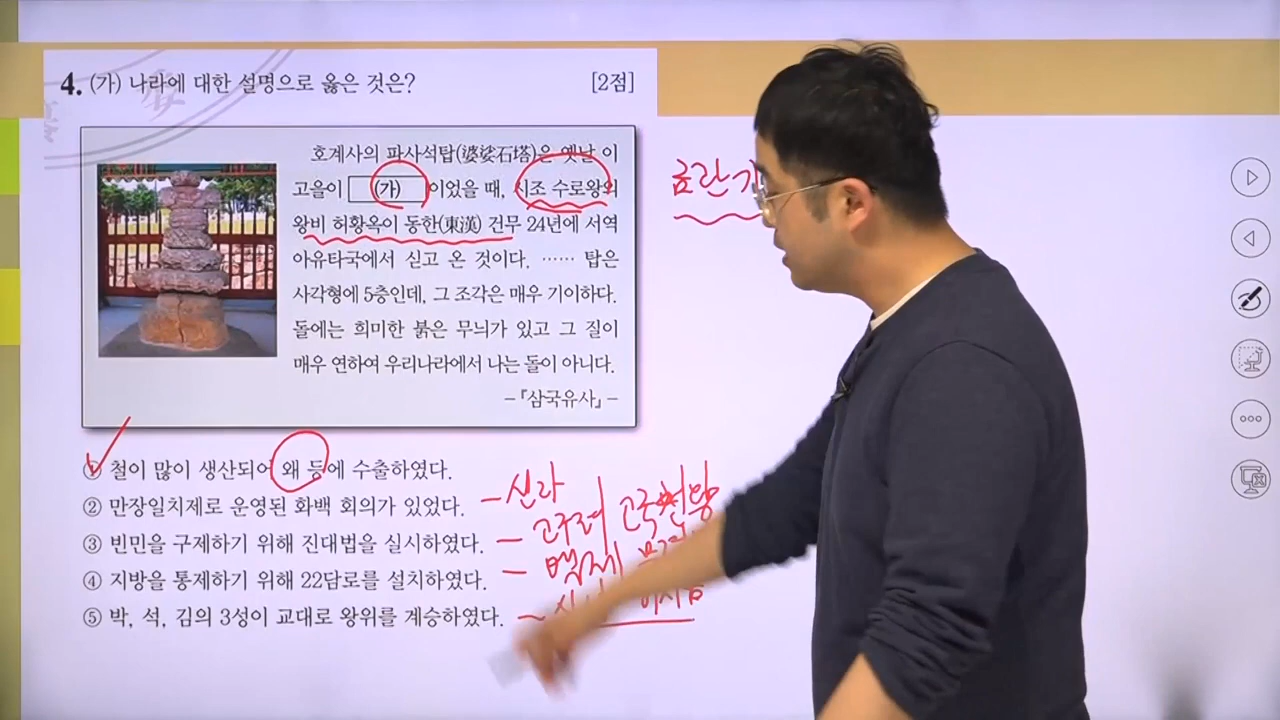 4. (가) 나라에 대한 설명으로 옳은 것은? [2점]
호계사의 파사석탑(婆娑石塔)은 옛날 이
고을이 (가) 이었을 때, 시조 수로왕의
왕비 허황옥이 동한(東漢) 건무 24년에 서역
아유타국에서 싣고 온 것이다. …… 탑은
사각형에 5층인데, 그 조각은 매우 기이하다.
돌에는 희미한 붉은 무늬가 있고 그 질이
매우 연하여 우리나라에서 나는 돌이 아니다.
-『삼국유사』-
금관
① 철이 많이 생산되어 왜 등에 수출하였다.
② 만장일치제로 운영된 화백 회의가 있었다. - 신라
③ 빈민을 구제하기 위해 진대법을 실시하였다. - 고구려 고국천왕
④ 지방을 통제하기 위해 22담로를 설치하였다. - 백제
⑤ 박, 석, 김의 3성이 교대로 왕위를 계승하였다. -